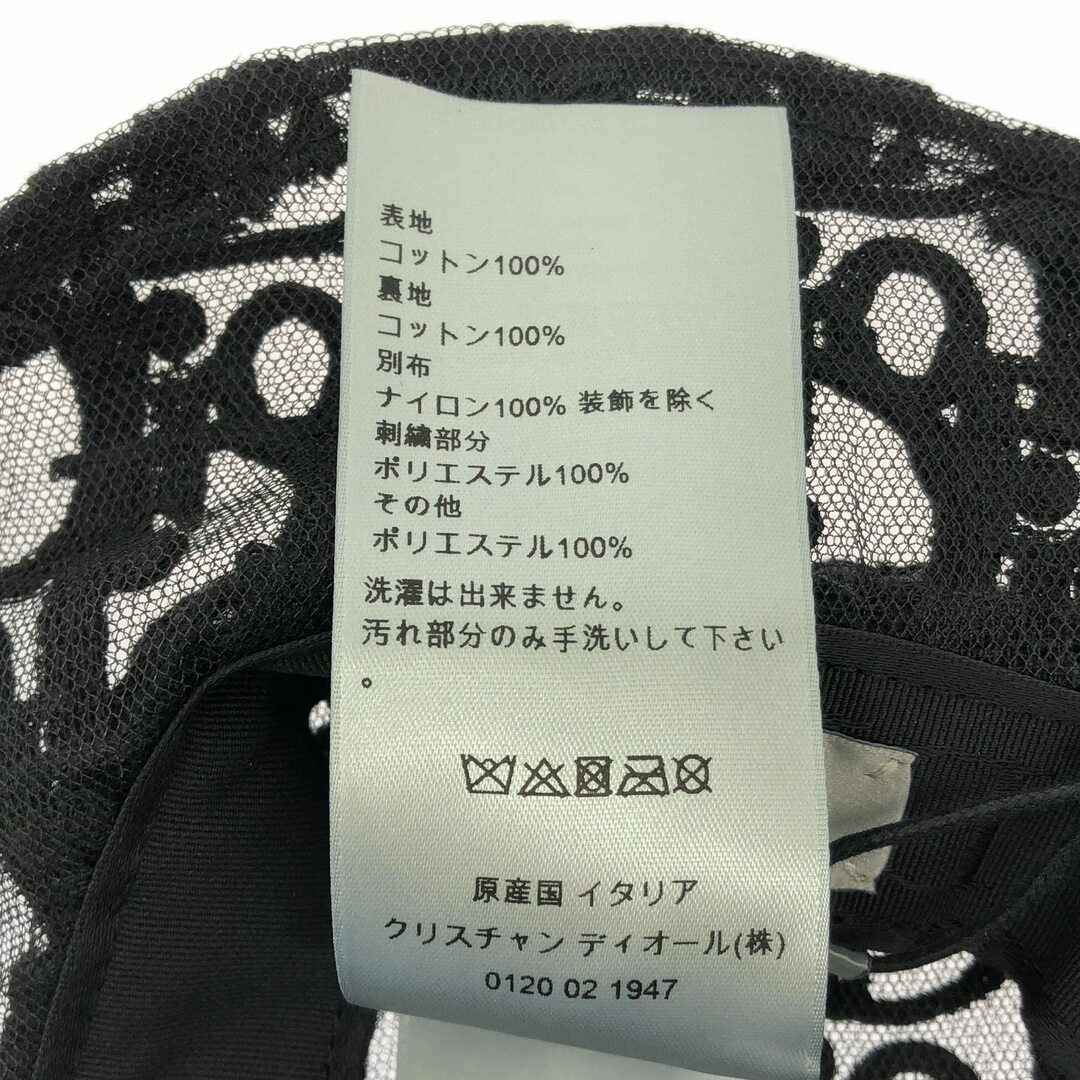 表地
コットン100%
裏地
コットン100%
別布
ナイロン100% 装飾を除く
刺繍部分
ポリエステル100%
その他
ポリエステル100%
洗濯は出来ません。
汚れ部分のみ手洗いして下さい
。
原産国 イタリア
クリスチャン ディオール(株)
0120 02 1947